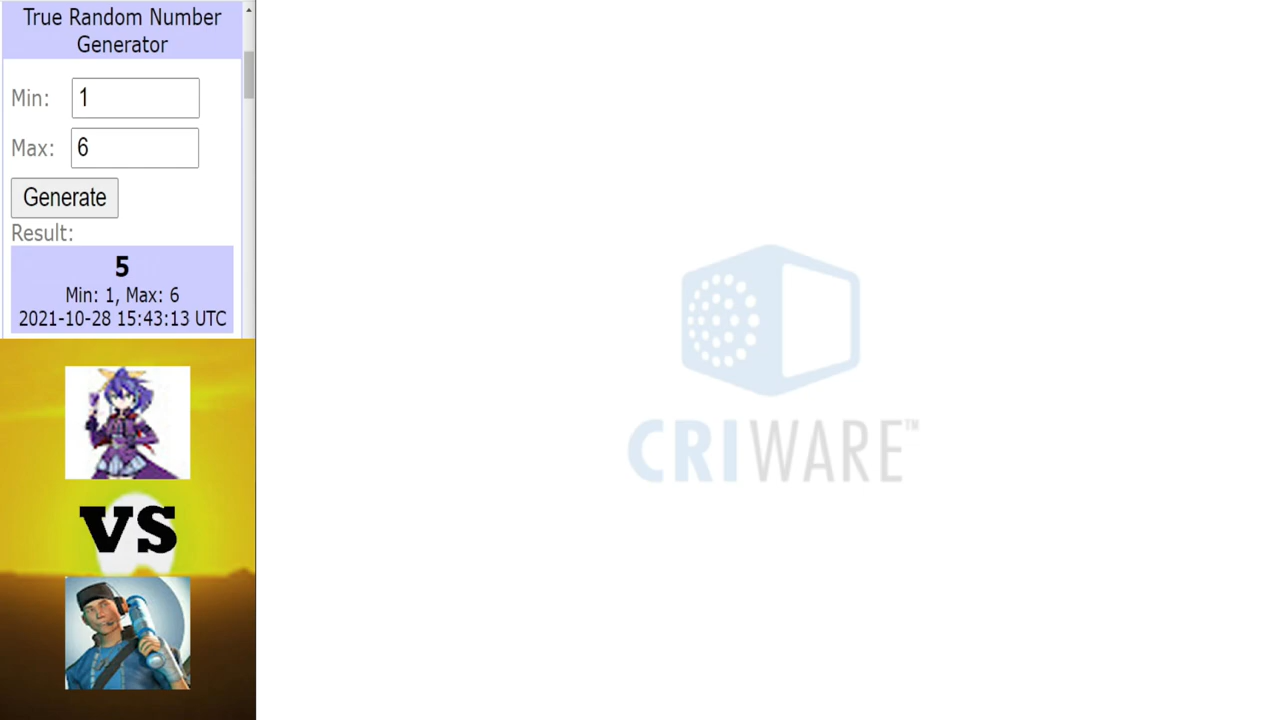 True Random Number
Generator
Min: 1
Max: 6
Generate
Result:
5
Min: 1, Max: 6
2021-10-28 15:43:13 UTC
VS
CRIWARE™